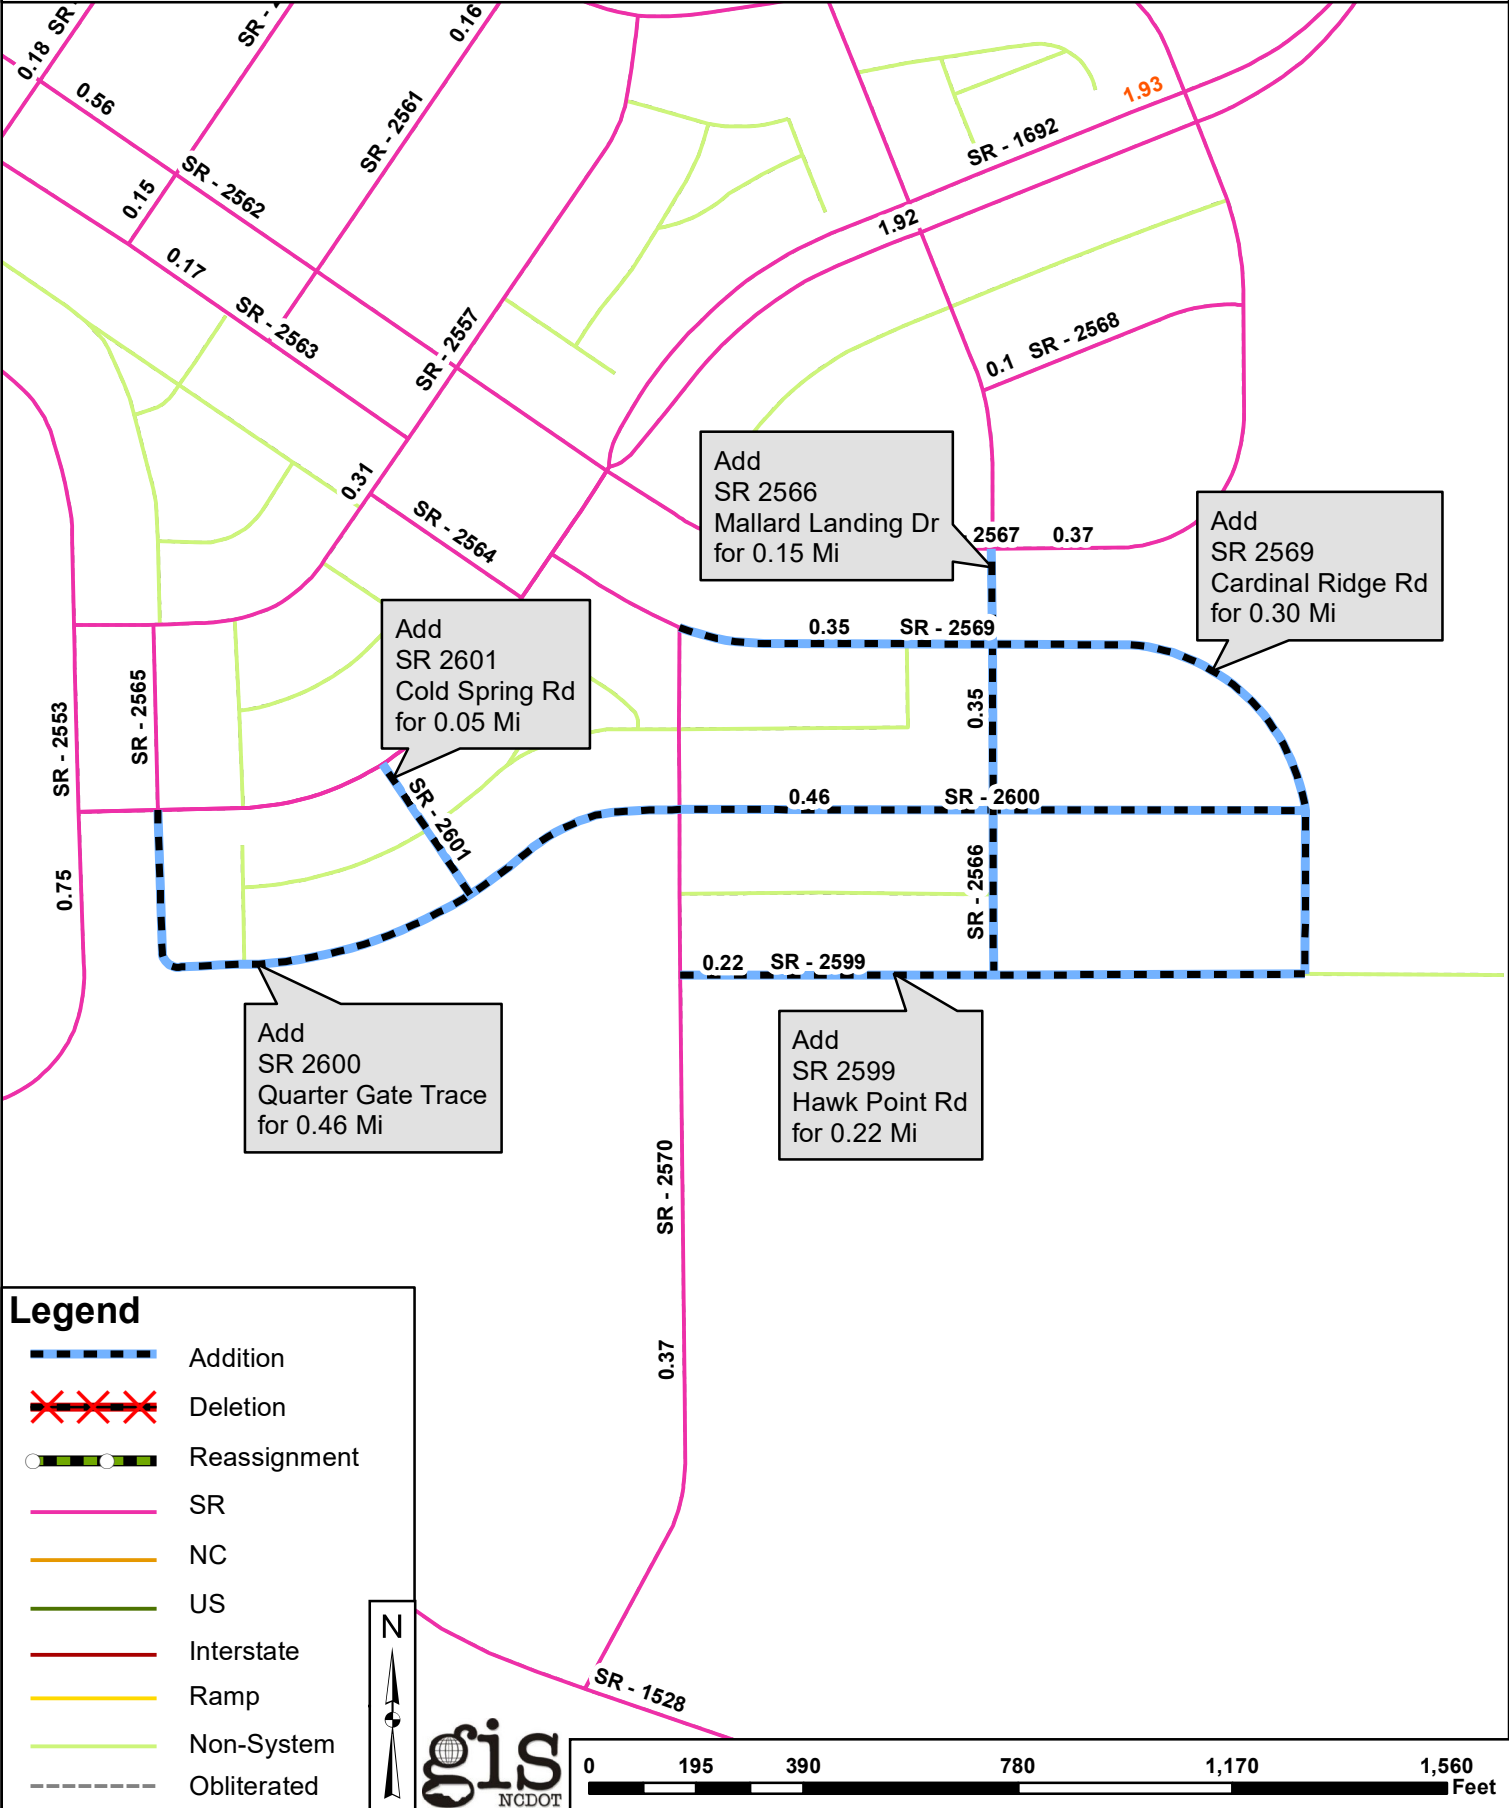 0.18
SR -
SR - 2
0.16
0.56
SR - 2561
SR - 2562
0.15
0.17
SR - 2563
SR - 2557
1.93
SR - 1692
1.92
0.1
SR - 2568
0.31
SR - 2564
Add
SR 2566
Mallard Landing Dr
for 0.15 Mi
2567
0.37
Add
SR 2569
Cardinal Ridge Rd
for 0.30 Mi
Add
SR 2601
Cold Spring Rd
for 0.05 Mi
0.35
SR - 2569
SR - 2553
SR - 2565
0.35
SR - 2601
0.46
SR - 2600
0.75
SR - 2566
0.22
SR - 2599
Add
SR 2600
Quarter Gate Trace
for 0.46 Mi
Add
SR 2599
Hawk Point Rd
for 0.22 Mi
SR - 2570
0.37
SR - 1528
Legend
Addition
Deletion
Reassignment
SR
NC
US
Interstate
Ramp
Non-System
Obliterated
N
gis
NCDOT
0 195 390 780 1,170 1,560
Feet